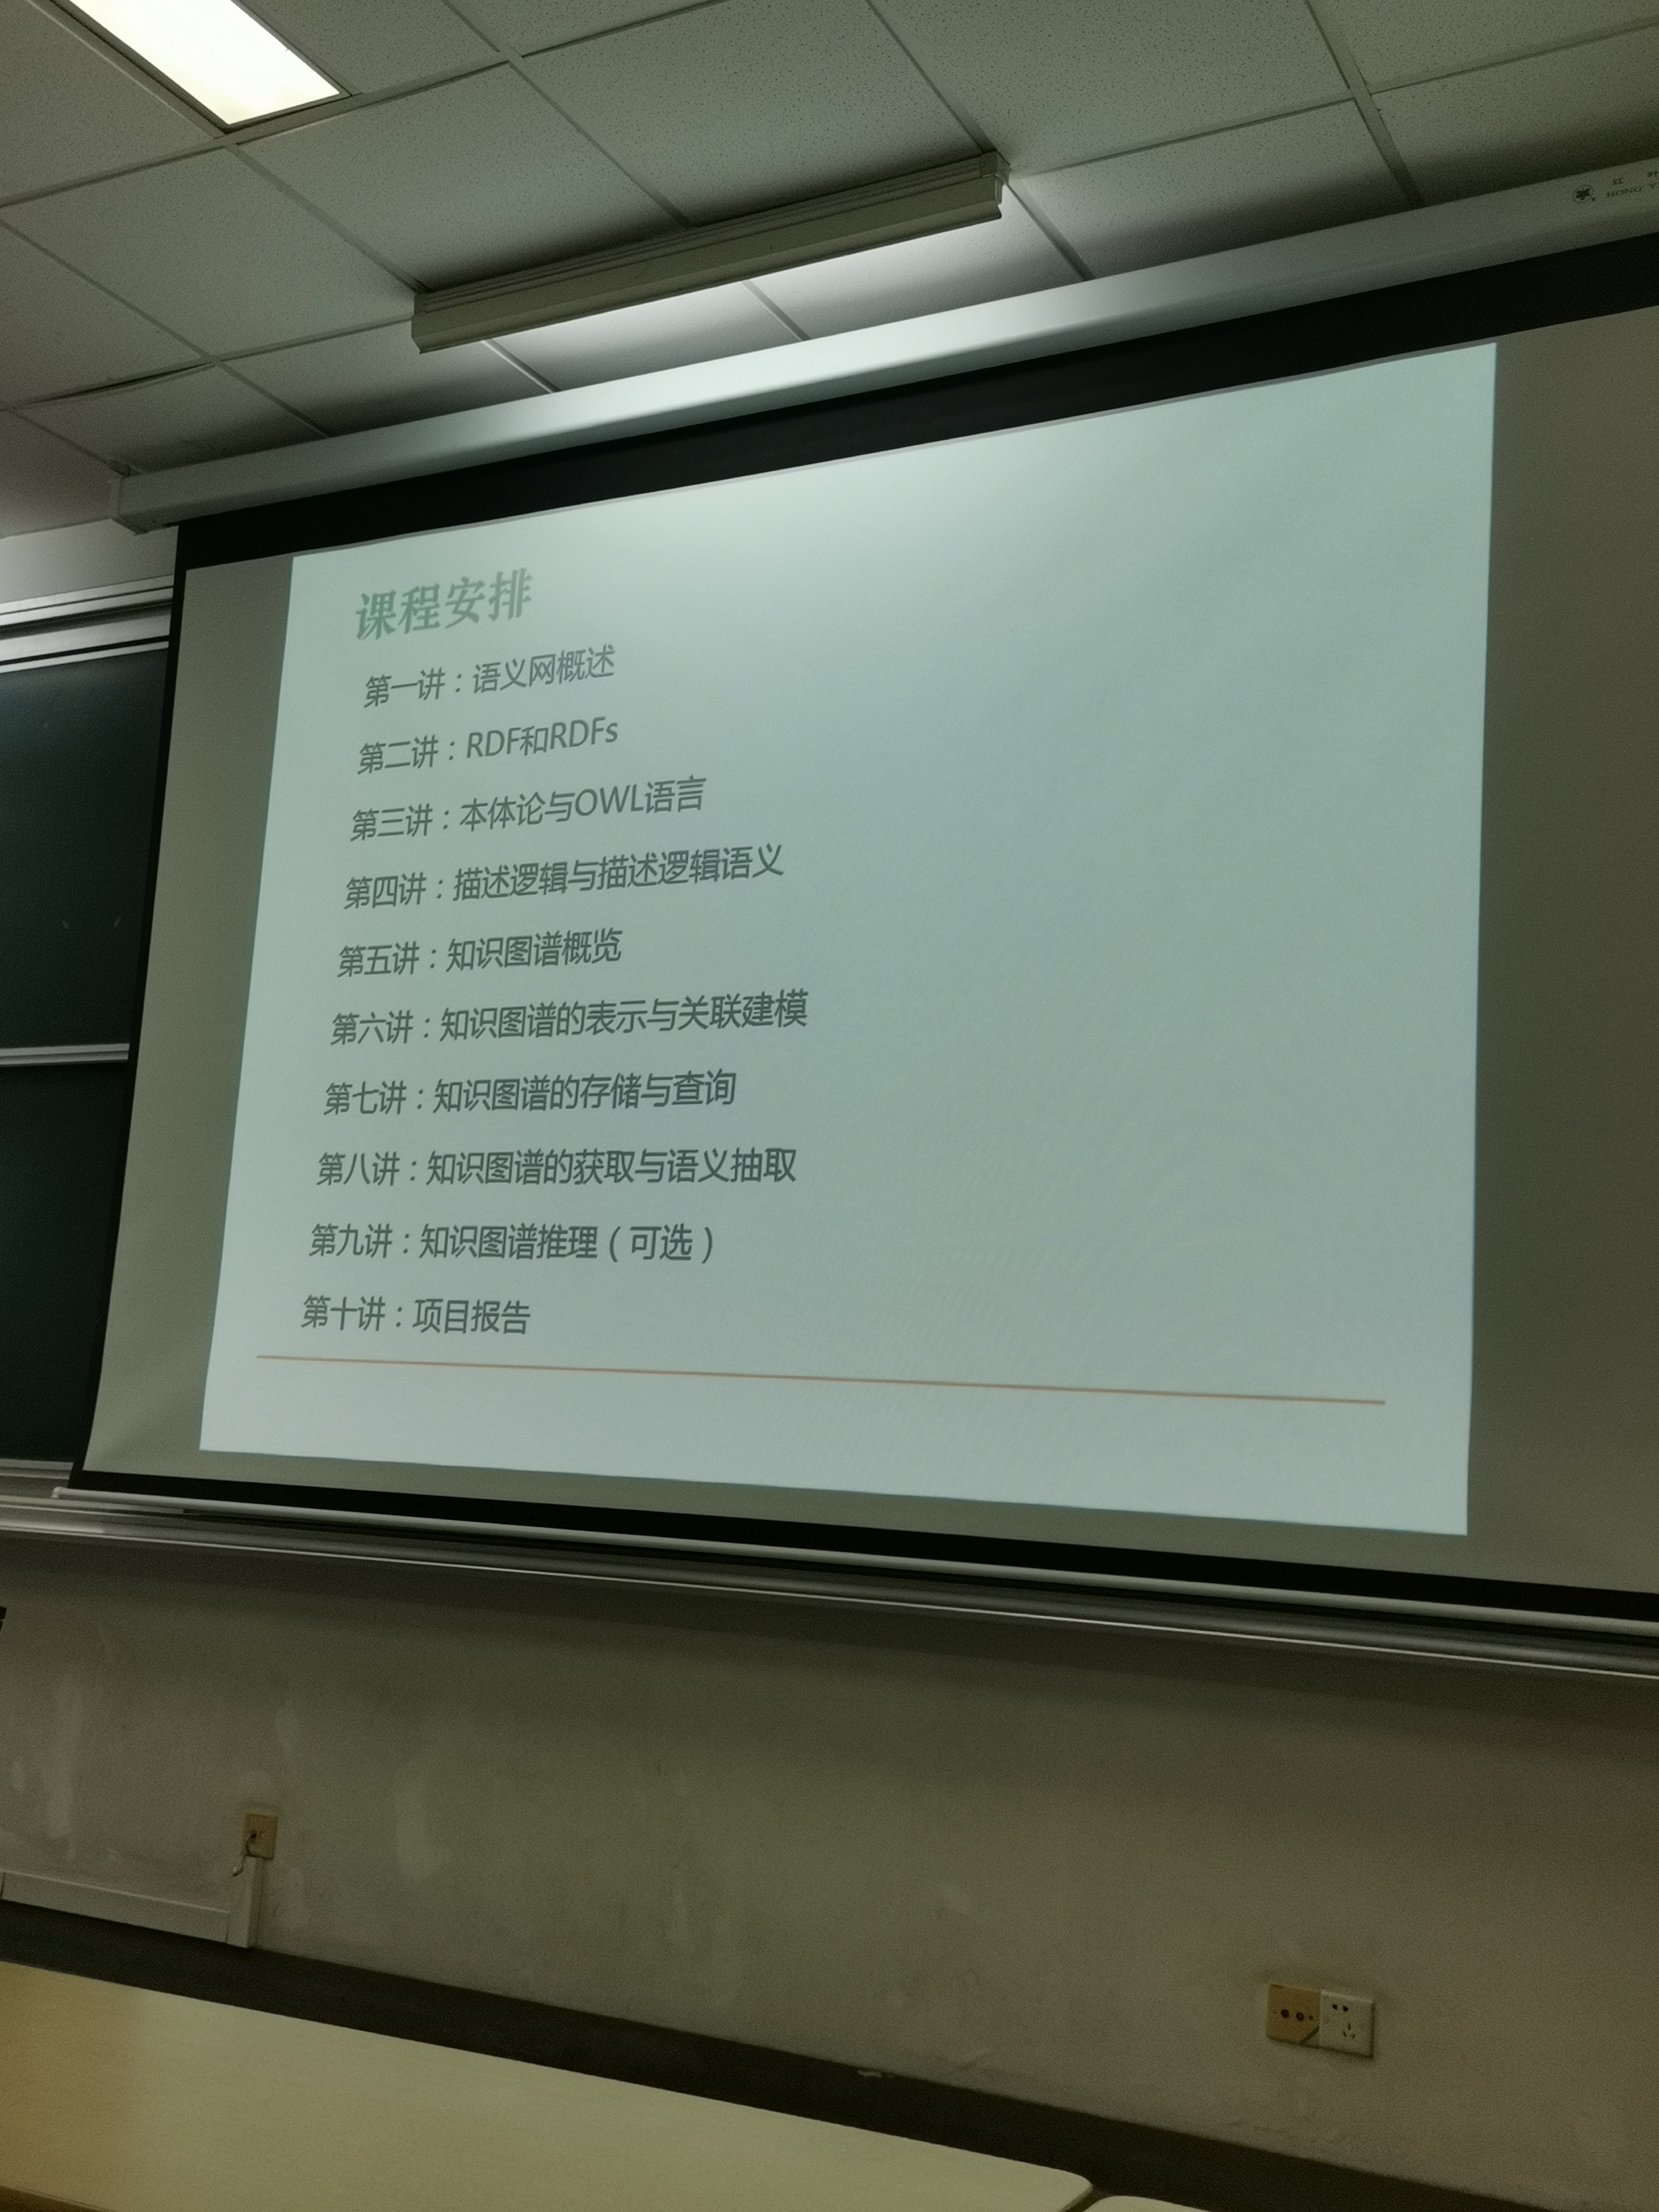 课程安排
第一讲：语义网概述
第二讲：RDF和RDFs
第三讲：本体论与OWL语言
第四讲：描述逻辑与描述逻辑语义
第五讲：知识图谱概览
第六讲：知识图谱的表示与关联建模
第七讲：知识图谱的存储与查询
第八讲：知识图谱的获取与语义抽取
第九讲：知识图谱推理（可选）
第十讲：项目报告